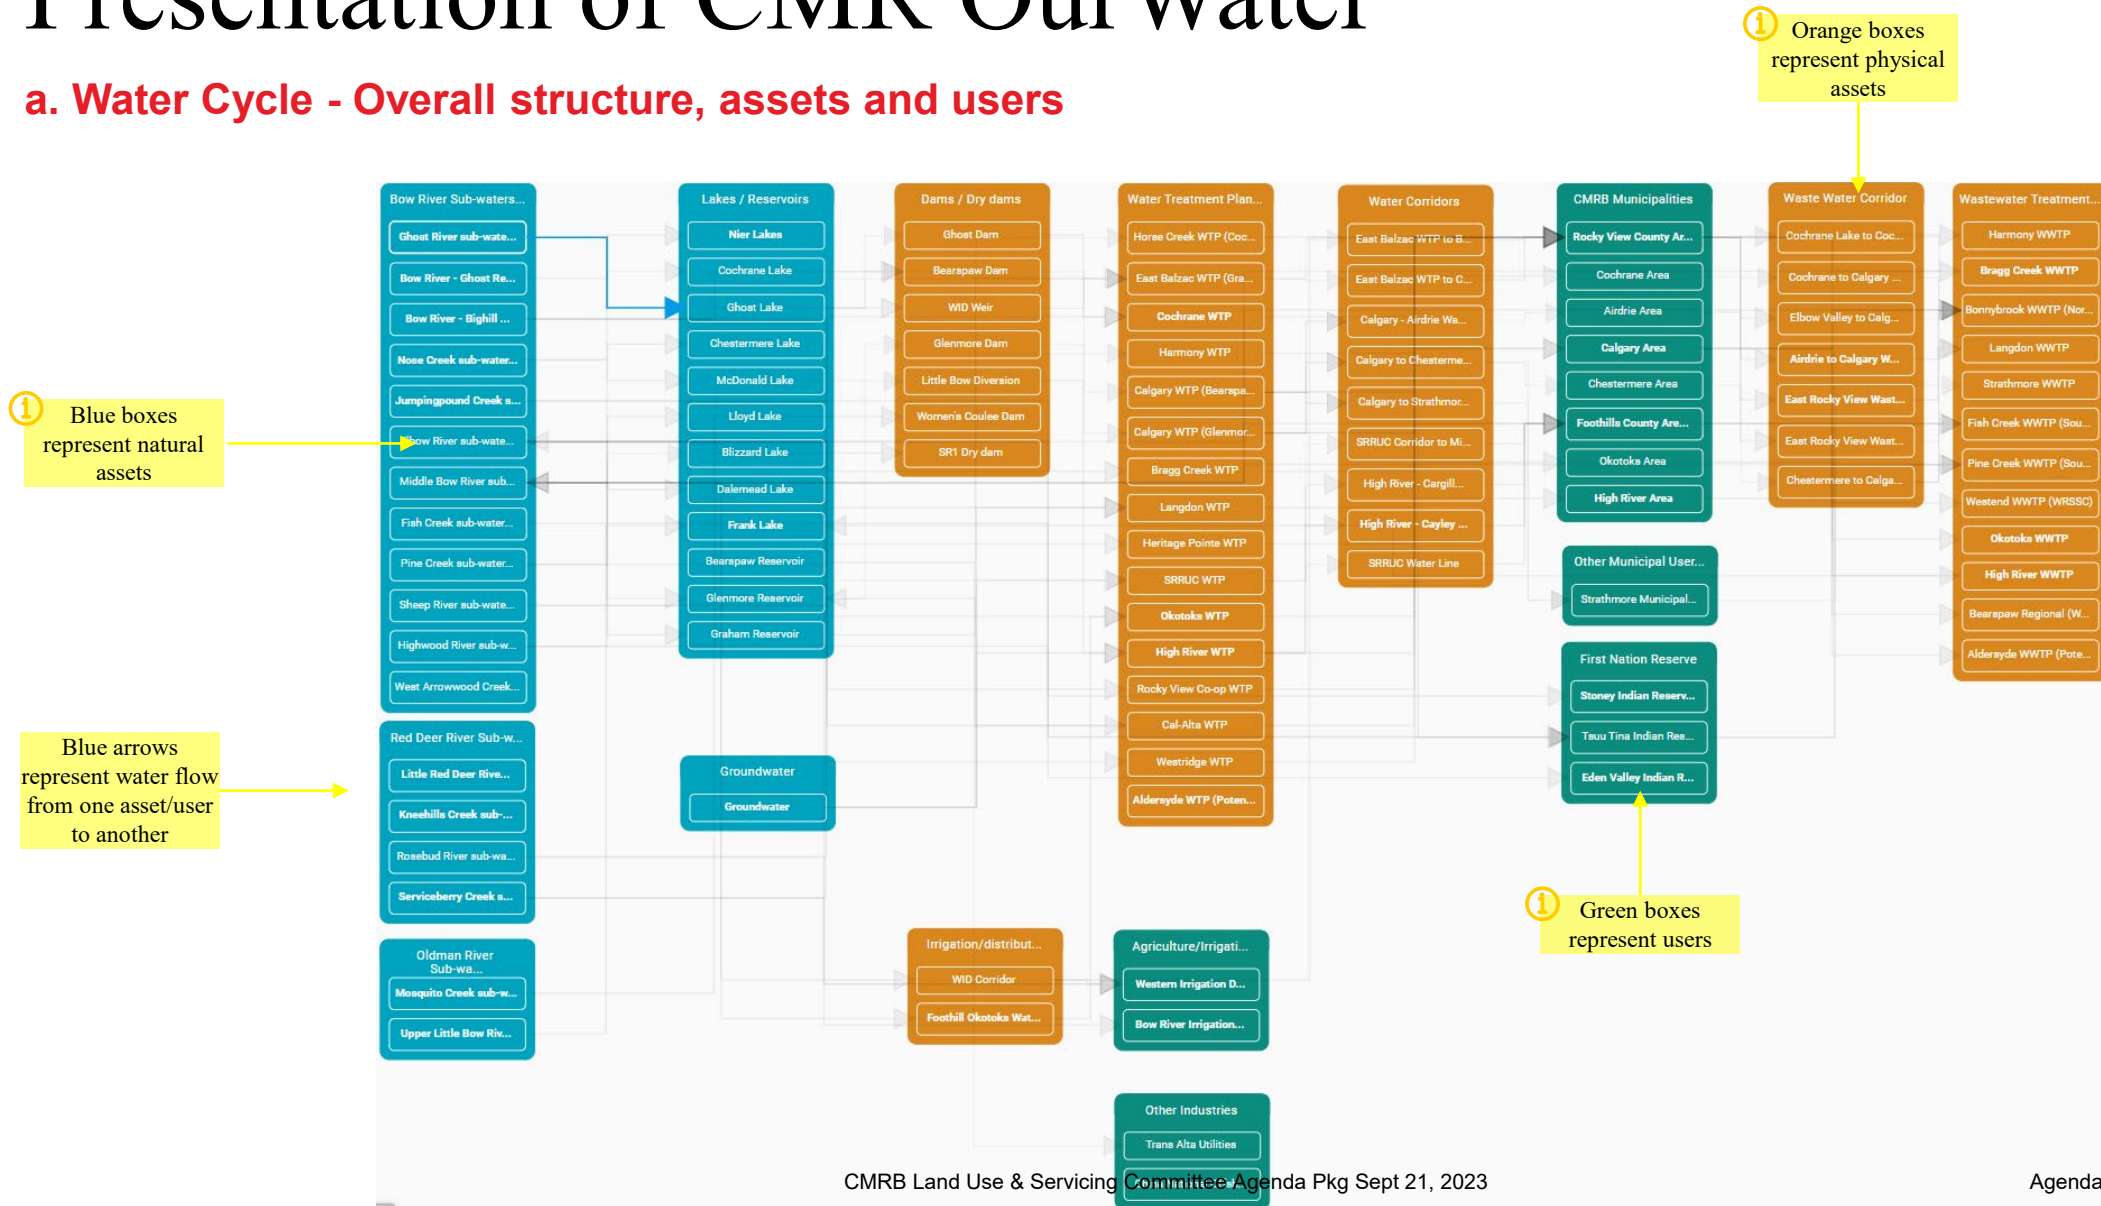 Presentation of CMR OurWater
a. Water Cycle - Overall structure, assets and users
Orange boxes
represent physical
assets
Blue boxes
represent natural
assets
Blue arrows
represent water flow
from one asset/user
to another
Green boxes
represent users
Bow River Sub-waters...
Ghost River sub-wate...
Bow River - Ghost Re...
Bow River - Bighill ...
Nose Creek sub-water...
Jumpingpound Creek s...
Elbow River sub-wate...
Middle Bow River sub...
Fish Creek sub-water...
Pine Creek sub-water...
Sheep River sub-wate...
Highwood River sub-w...
West Arrowwood Creek...
Red Deer River Sub-w...
Little Red Deer Rive...
Kneehills Creek sub-...
Rosebud River sub-wa...
Serviceberry Creek s...
Oldman River
Sub-wa...
Mosquito Creek sub-w...
Upper Little Bow Riv...
Lakes / Reservoirs
Nier Lakes
Cochrane Lake
Ghost Lake
Chestermere Lake
McDonald Lake
Lloyd Lake
Blizzard Lake
Dalemead Lake
Frank Lake
Bearspaw Reservoir
Glenmore Reservoir
Graham Reservoir
Groundwater
Groundwater
Dams / Dry dams
Ghost Dam
Bearspaw Dam
WID Weir
Glenmore Dam
Little Bow Diversion
Women's Coulee Dam
SR1 Dry dam
Irrigation/distribut...
WID Corridor
Foothill Okotoks Wat...
Water Treatment Plan...
Horse Creek WTP (Coc...
East Balzac WTP (Gra...
Cochrane WTP
Harmony WTP
Calgary WTP (Bearspa...
Calgary WTP (Glenmor...
Bragg Creek WTP
Langdon WTP
Heritage Pointe WTP
SRRUC WTP
Okotoks WTP
High River WTP
Rocky View Co-op WTP
Cal-Alta WTP
Westridge WTP
Aldersyde WTP (Poten...
Agriculture/Irrigati...
Western Irrigation D...
Bow River Irrigation...
Other Industries
Trans Alta Utilities
Water Corridors
East Balzac WTP to B...
East Balzac WTP to C...
Calgary - Airdrie Wa...
Calgary to Chesterme...
Calgary to Strathmor...
SRRUC Corridor to Mi...
High River - Cargill...
High River - Cayley ...
SRRUC Water Line
CMRB Municipalities
Rocky View County Ar...
Cochrane Area
Airdrie Area
Calgary Area
Chestermere Area
Foothills County Are...
Okotoks Area
High River Area
Other Municipal User...
Strathmore Municipal...
First Nation Reserve
Stoney Indian Reserv...
Tsuu Tina Indian Res...
Eden Valley Indian R...
Waste Water Corridor
Cochrane Lake to Coc...
Cochrane to Calgary ...
Elbow Valley to Calg...
Airdrie to Calgary W...
East Rocky View Wast...
East Rocky View Wast...
Chestermere to Calga...
Wastewater Treatment...
Harmony WWTP
Bragg Creek WWTP
Bonnybrook WWTP (Nor...
Langdon WWTP
Strathmore WWTP
Fish Creek WWTP (Sou...
Pine Creek WWTP (Sou...
Westend WWTP (WRSSC)
Okotoks WWTP
High River WWTP
Bearspaw Regional (W...
Aldersyde WWTP (Pote...
CMRB Land Use & Servicing Committee Agenda Pkg Sept 21, 2023
Agenda